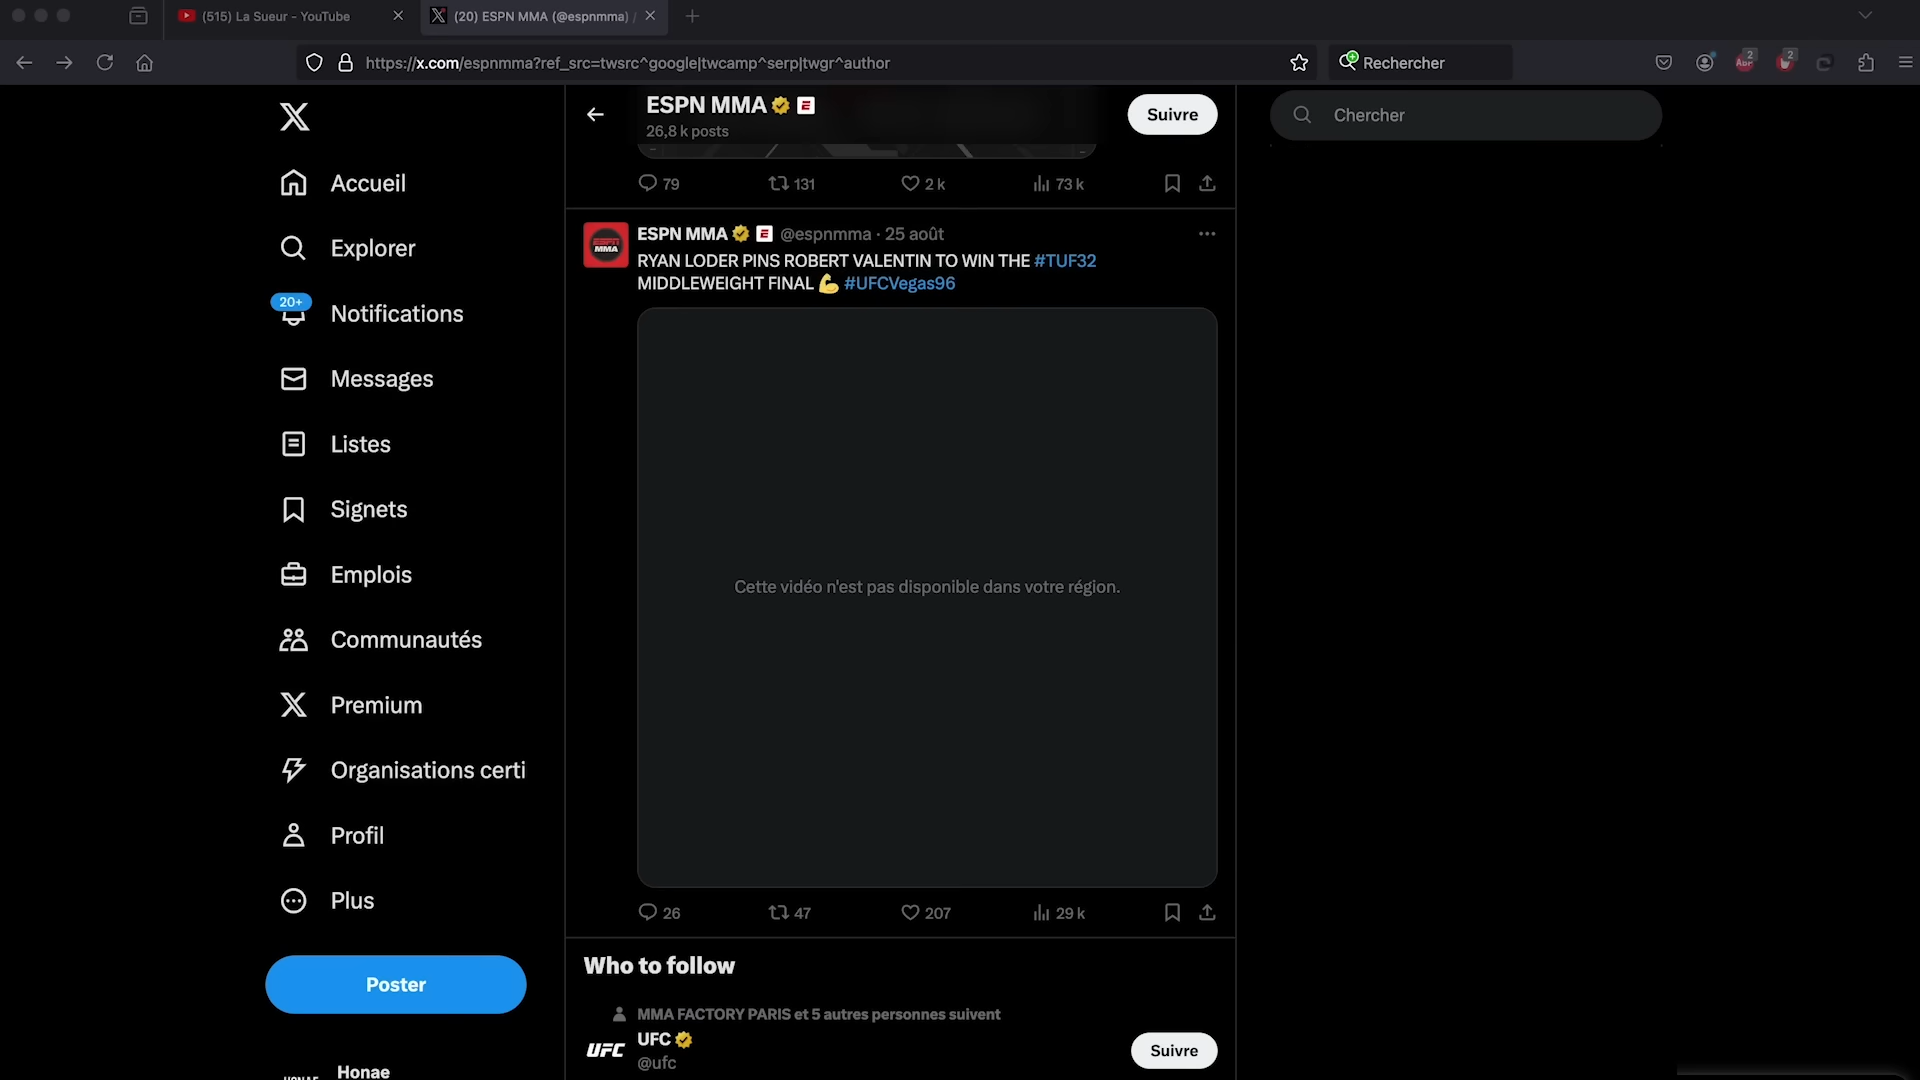 (515) La Sueur - YouTube
(20) ESPN MMA (@espnmma) /
https://x.com/espnmma?ref_src=twsrc^google|twcamp^serp|twgr^author
Rechercher
2
2
ESPN MMA
26,8 k posts
Suivre
Chercher
79
131
2 k
73 k
Accueil
Explorer
20+
Notifications
Messages
Listes
Signets
Emplois
Communautés
Premium
Organisations certi
Profil
Plus
Poster
Honae
ESPN MMA @espnmma · 25 août
RYAN LODER PINS ROBERT VALENTIN TO WIN THE #TUF32
MIDDLEWEIGHT FINAL 💪 #UFCVegas96
Cette vidéo n'est pas disponible dans votre région.
26
47
207
29 k
Who to follow
MMA FACTORY PARIS et 5 autres personnes suivent
UFC
UFC
@ufc
Suivre